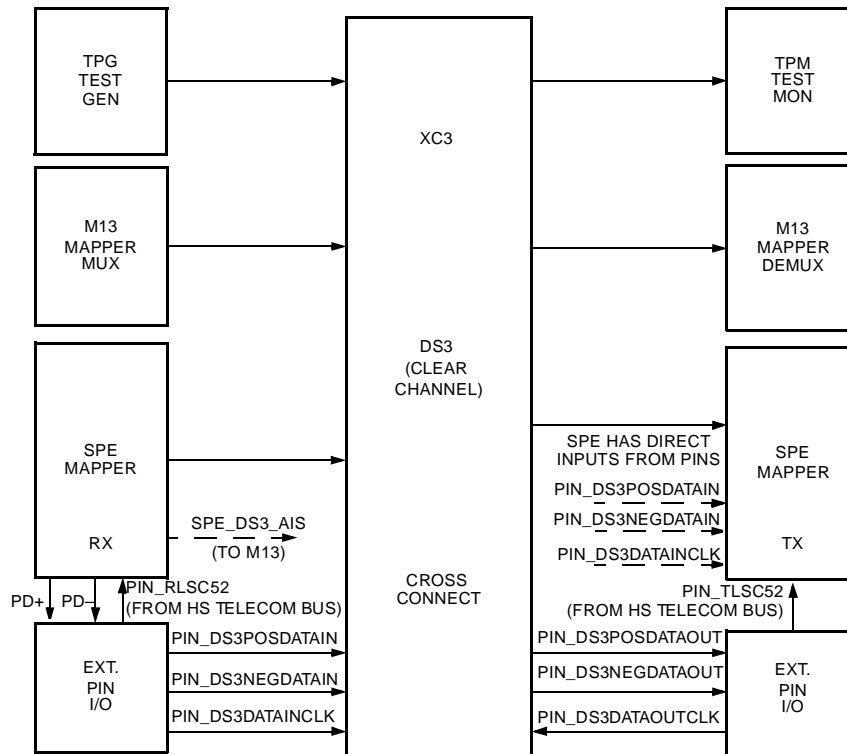 TPG
TEST
GEN
TPM
TEST
MON
XC3
M13
MAPPER
MUX
M13
MAPPER
DEMUX
DS3
(CLEAR
CHANNEL)
SPE
MAPPER
RX
SPE_DS3_AIS
(TO M13)
SPE HAS DIRECT
INPUTS FROM PINS
PIN_DS3POSDATAIN
PIN_DS3NEGDATAIN
PIN_DS3DATAINCLK
SPE
MAPPER
TX
CROSS
CONNECT
PD+
PD–
PIN_RLSC52
(FROM HS TELECOM BUS)
PIN_TLSC52
(FROM HS TELECOM BUS)
EXT.
PIN
I/O
PIN_DS3POSDATAIN
PIN_DS3NEGDATAIN
PIN_DS3DATAINCLK
PIN_DS3POSDATAOUT
PIN_DS3NEGDATAOUT
PIN_DS3DATAOUTCLK
EXT.
PIN
I/O